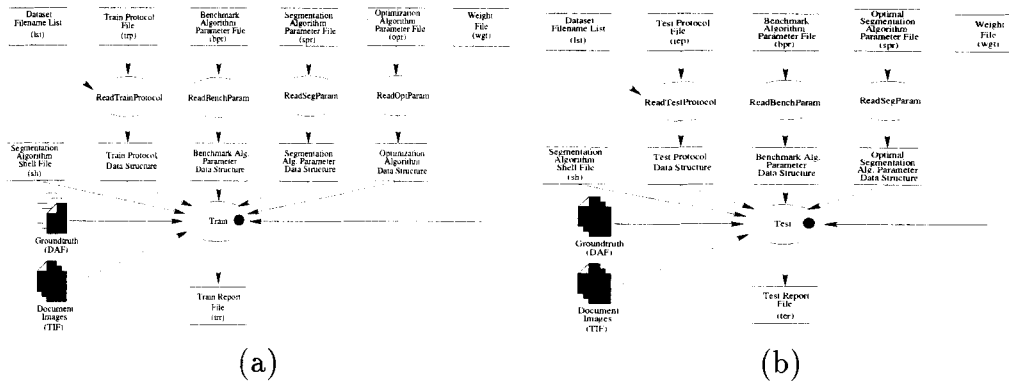 Dataset
Filename List
(lst)
Train Protocol
File
(trp)
Benchmark
Algorithm
Parameter File
(bpr)
Segmentation
Algorithm
Parameter File
(spr)
Optimization
Algorithm
Parameter File
(opr)
Weight
File
(wgt)
ReadTrainProtocol
ReadBenchParam
ReadSegParam
ReadOptParam
Segmentation
Algorithm
Shell File
(sh)
Train Protocol
Data Structure
Benchmark Alg.
Parameter
Data Structure
Segmentation
Alg. Parameter
Data Structure
Optimization
Algorithm
Data Structure
Train
Groundtruth
(DAF)
Document
Images
(TIF)
Train Report
File
(trr)
(a)
Dataset
Filename List
(lst)
Test Protocol
File
(tep)
Benchmark
Algorithm
Parameter File
(bpr)
Optimal
Segmentation
Algorithm
Parameter File
(spr)
Weight
File
(wgt)
ReadTestProtocol
ReadBenchParam
ReadSegParam
Segmentation
Algorithm
Shell File
(sh)
Test Protocol
Data Structure
Benchmark Alg.
Parameter
Data Structure
Optimal
Segmentation
Alg. Parameter
Data Structure
Test
Groundtruth
(DAF)
Document
Images
(TIF)
Test Report
File
(ter)
(b)